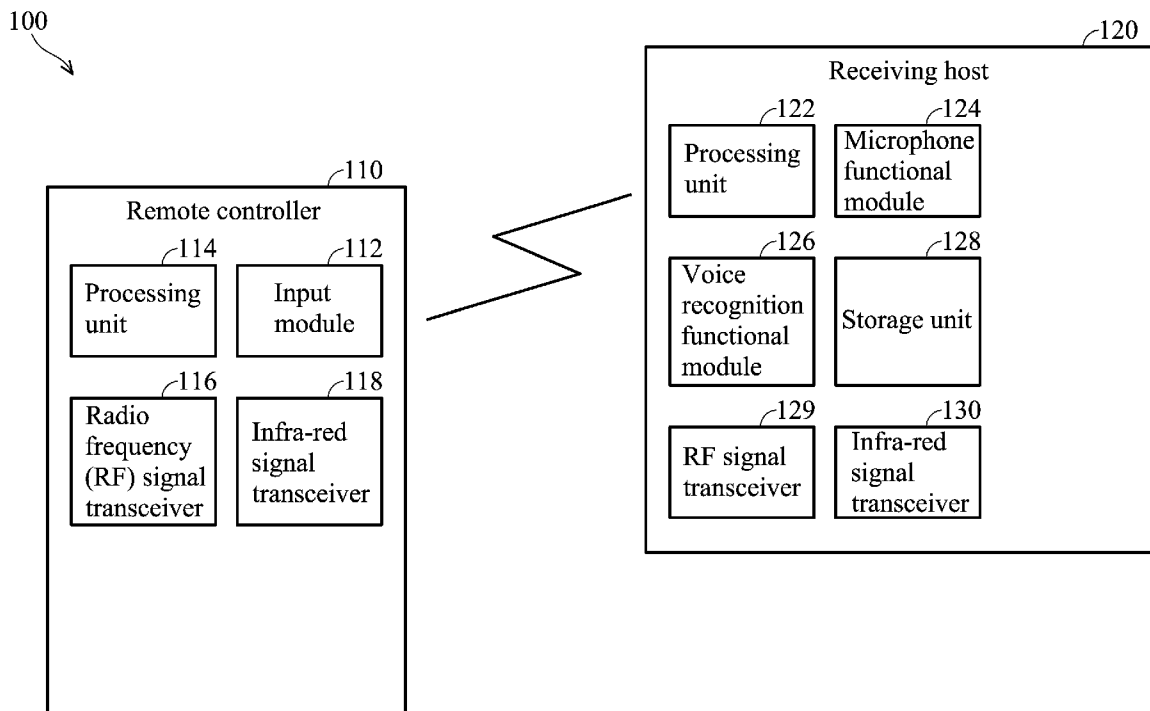 100
120
Receiving host
122
124
Processing
unit
Microphone
functional
module
110
Remote controller
114
112
Processing
unit
Input
module
126
128
Voice
recognition
functional
module
Storage unit
116
118
Radio
frequency
(RF) signal
transceiver
Infra-red
signal
transceiver
129
130
RF signal
transceiver
Infra-red
signal
transceiver